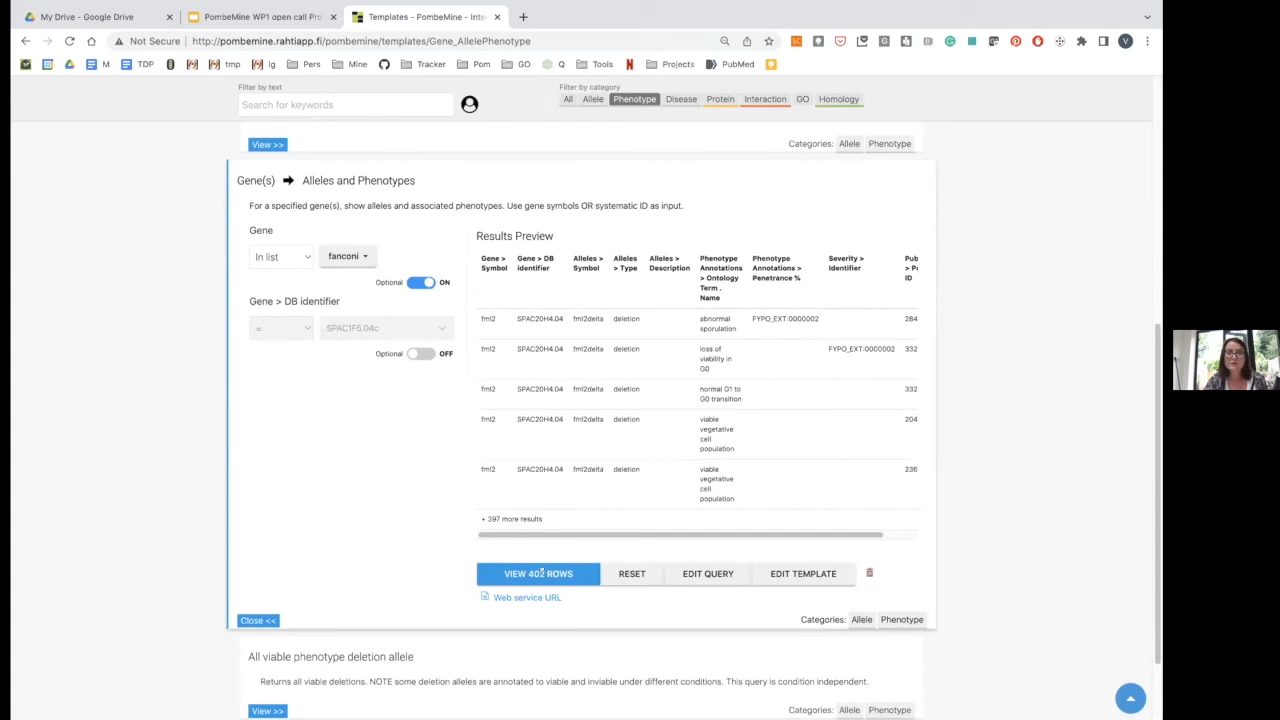 My Drive - Google Drive
PombeMine WP1 open call Pro
Templates - PombeMine - Inte
Not Secure
http://pombemine.rahtiapp.fi/pombemine/templates/Gene_AllelePhenotype
V
M
TDP
tmp
Ig
Pers
Mine
Tracker
Pom
GO
Q
Tools
N
Projects
PubMed
Filter by text
Search for keywords
Filter by category
All Allele Phenotype Disease Protein Interaction GO Homology
View >>
Categories: Allele Phenotype
Gene(s) Alleles and Phenotypes
For a specified gene(s), show alleles and associated phenotypes. Use gene symbols OR systematic ID as input.
Gene
In list
fanconi
Optional ON
Gene > DB identifier
=
SPAC1F5.04c
Optional OFF
Results Preview
Gene > Symbol
Gene > DB identifier
Alleles > Symbol
Alleles > Type
Alleles > Description
Phenotype Annotations > Ontology Term . Name
Phenotype Annotations > Penetrance %
Severity > Identifier
Pub > P ID
fml2 SPAC20H4.04 fml2delta deletion abnormal sporulation FYPO_EXT:0000002 284
fml2 SPAC20H4.04 fml2delta deletion loss of viability in G0 FYPO_EXT:0000002 332
fml2 SPAC20H4.04 fml2delta deletion normal G1 to G0 transition 332
fml2 SPAC20H4.04 fml2delta deletion viable vegetative cell population 204
fml2 SPAC20H4.04 fml2delta deletion viable vegetative cell population 236
+ 397 more results
VIEW 402 ROWS
RESET
EDIT QUERY
EDIT TEMPLATE
Web service URL
Close <<
Categories: Allele Phenotype
All viable phenotype deletion allele
Returns all viable deletions. NOTE some deletion alleles are annotated to viable and inviable under different conditions. This query is condition independent.
View >>
Categories: Allele Phenotype